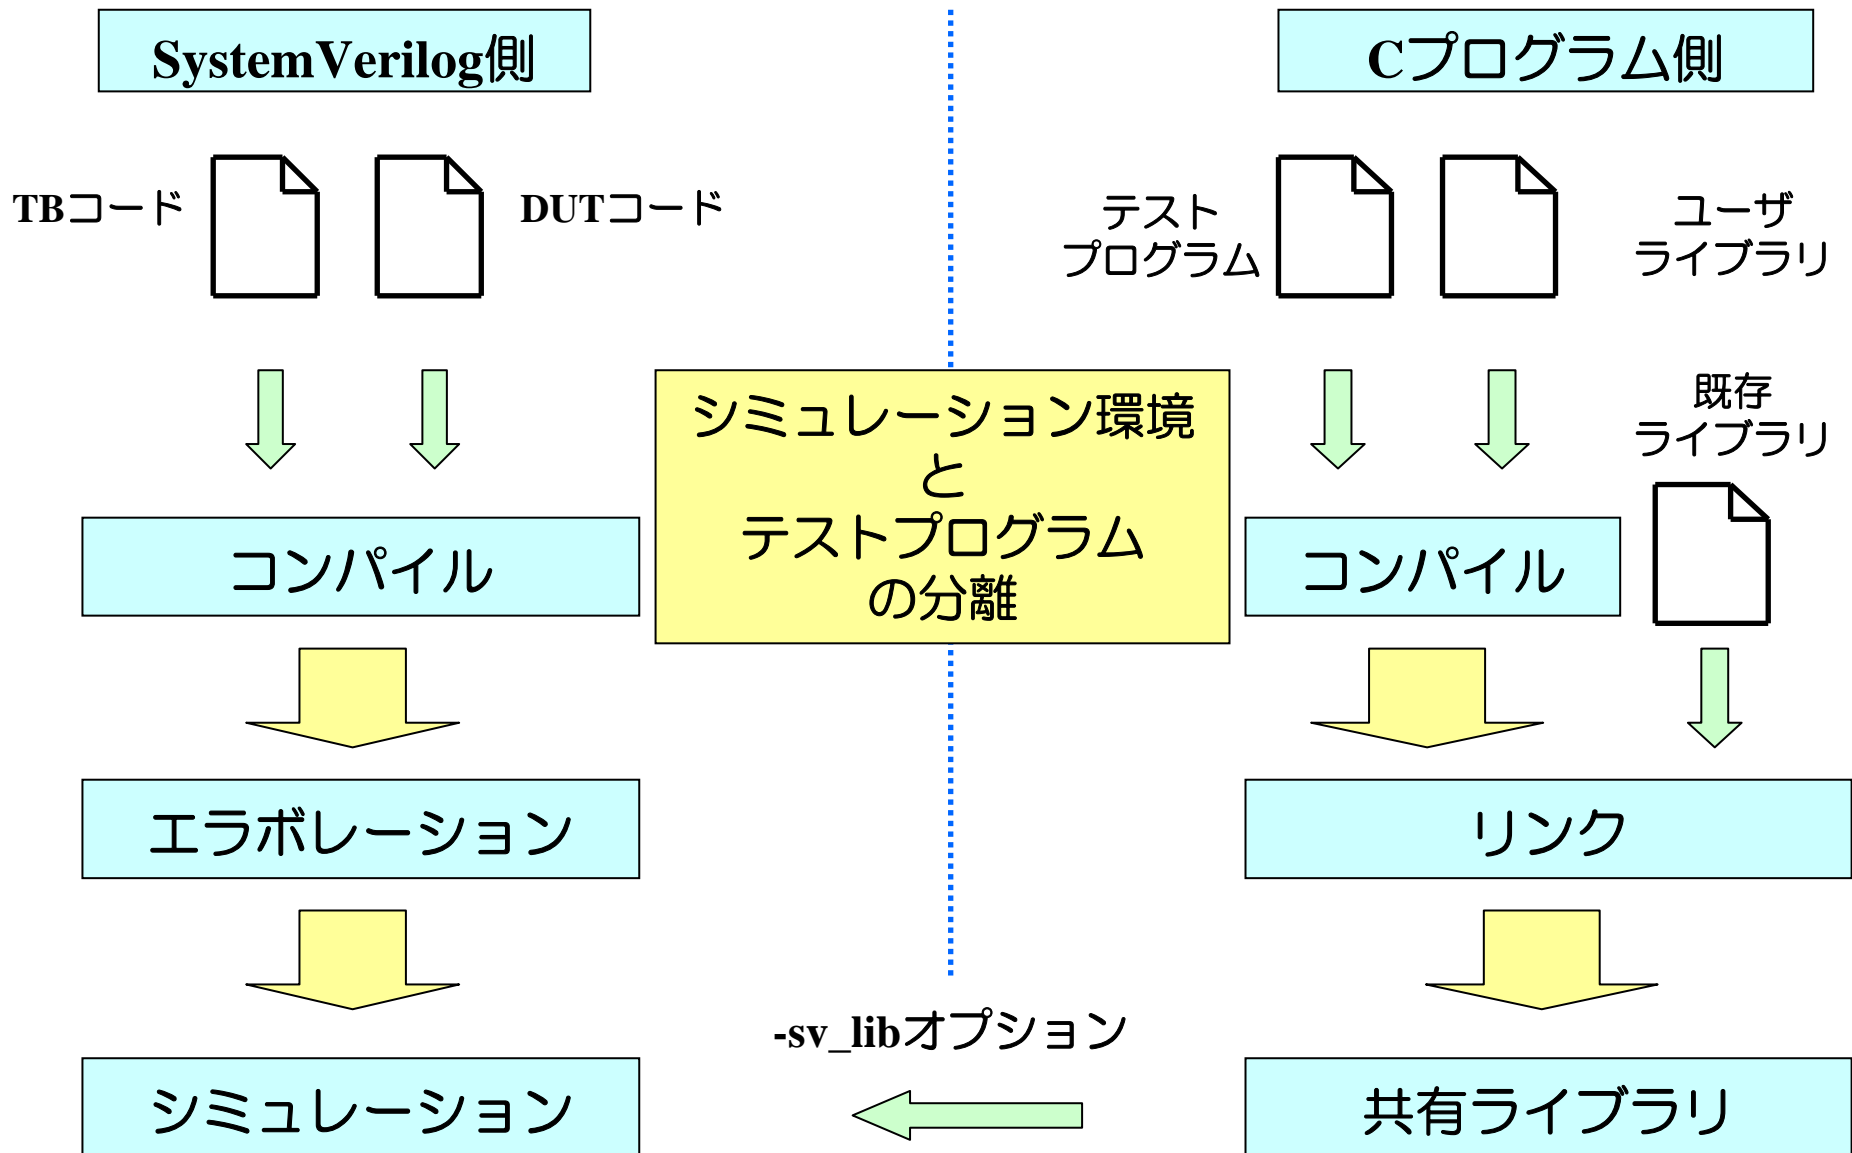 SystemVerilog側
Cプログラム側
TBコード
DUTコード
テスト
プログラム
ユーザ
ライブラリ
シミュレーション環境
と
テストプログラム
の分離
既存
ライブラリ
コンパイル
コンパイル
エラボレーション
リンク
-sv_libオプション
シミュレーション
共有ライブラリ